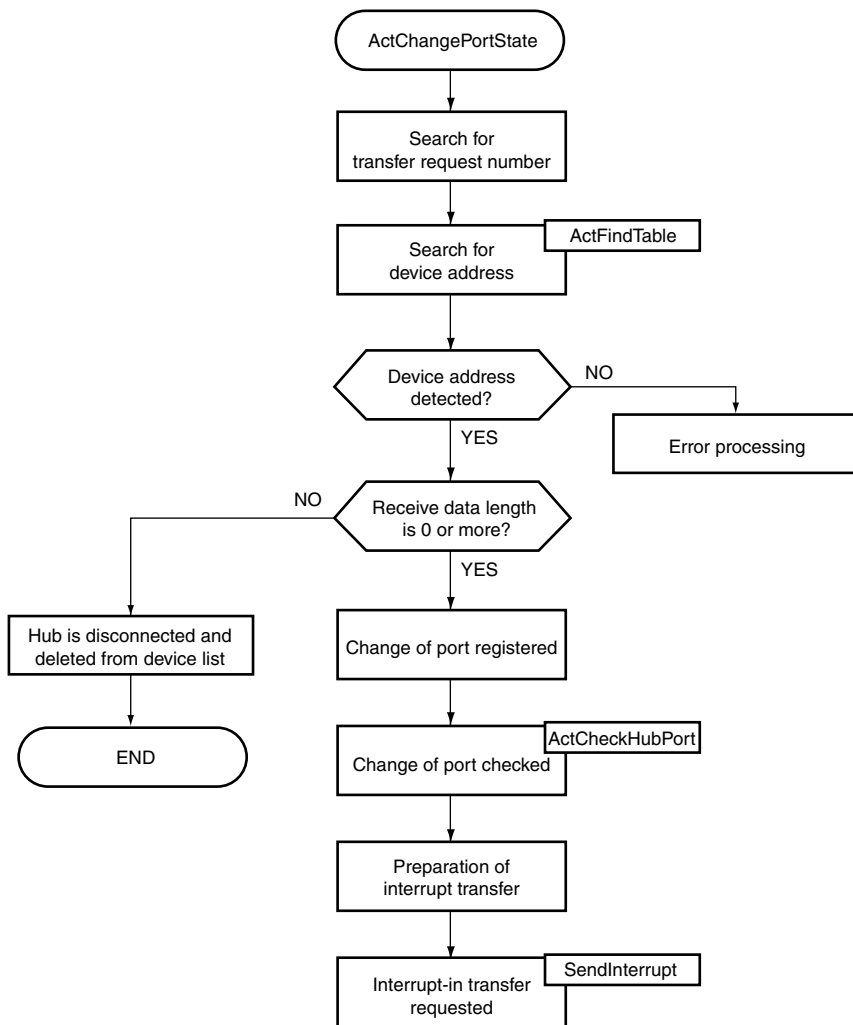 ActChangePortState
Search for
transfer request number
ActFindTable
Search for
device address
Device address
detected?
NO
YES
Error processing
NO
Receive data length
is 0 or more?
YES
Hub is disconnected and
deleted from device list
Change of port registered
END
ActCheckHubPort
Change of port checked
Preparation of
interrupt transfer
SendInterrupt
Interrupt-in transfer
requested